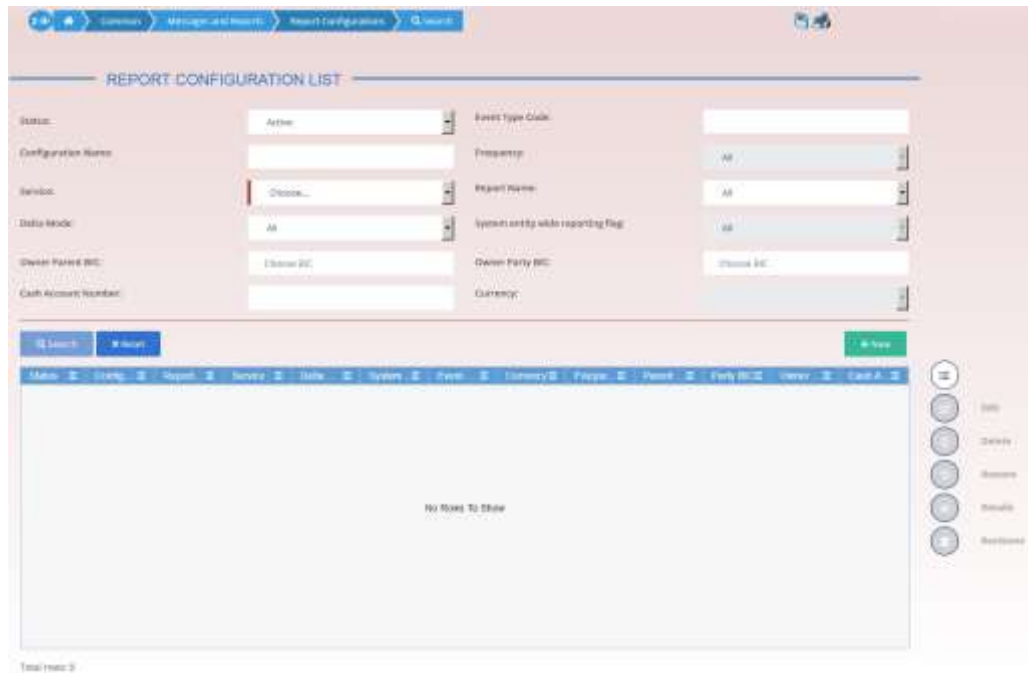 Common Messages and Reports Report Configurations Search
REPORT CONFIGURATION LIST
Status: Active Event Type Code:
Configuration Name: Frequency: All
Service: Choose... Report Name: All
Delta Mode: All System entity wide reporting flag: All
Owner Parent BIC: Choose BIC Owner Party BIC: Choose BIC
Cash Account Number: Currency:
Search Reset New
Status Config. Report Service Delta System Event Currency Freque. Parent Party BIC Owner Cash A.
Edit
Delete
Restore
No Rows To Show Details
Revisions
Total rows: 0